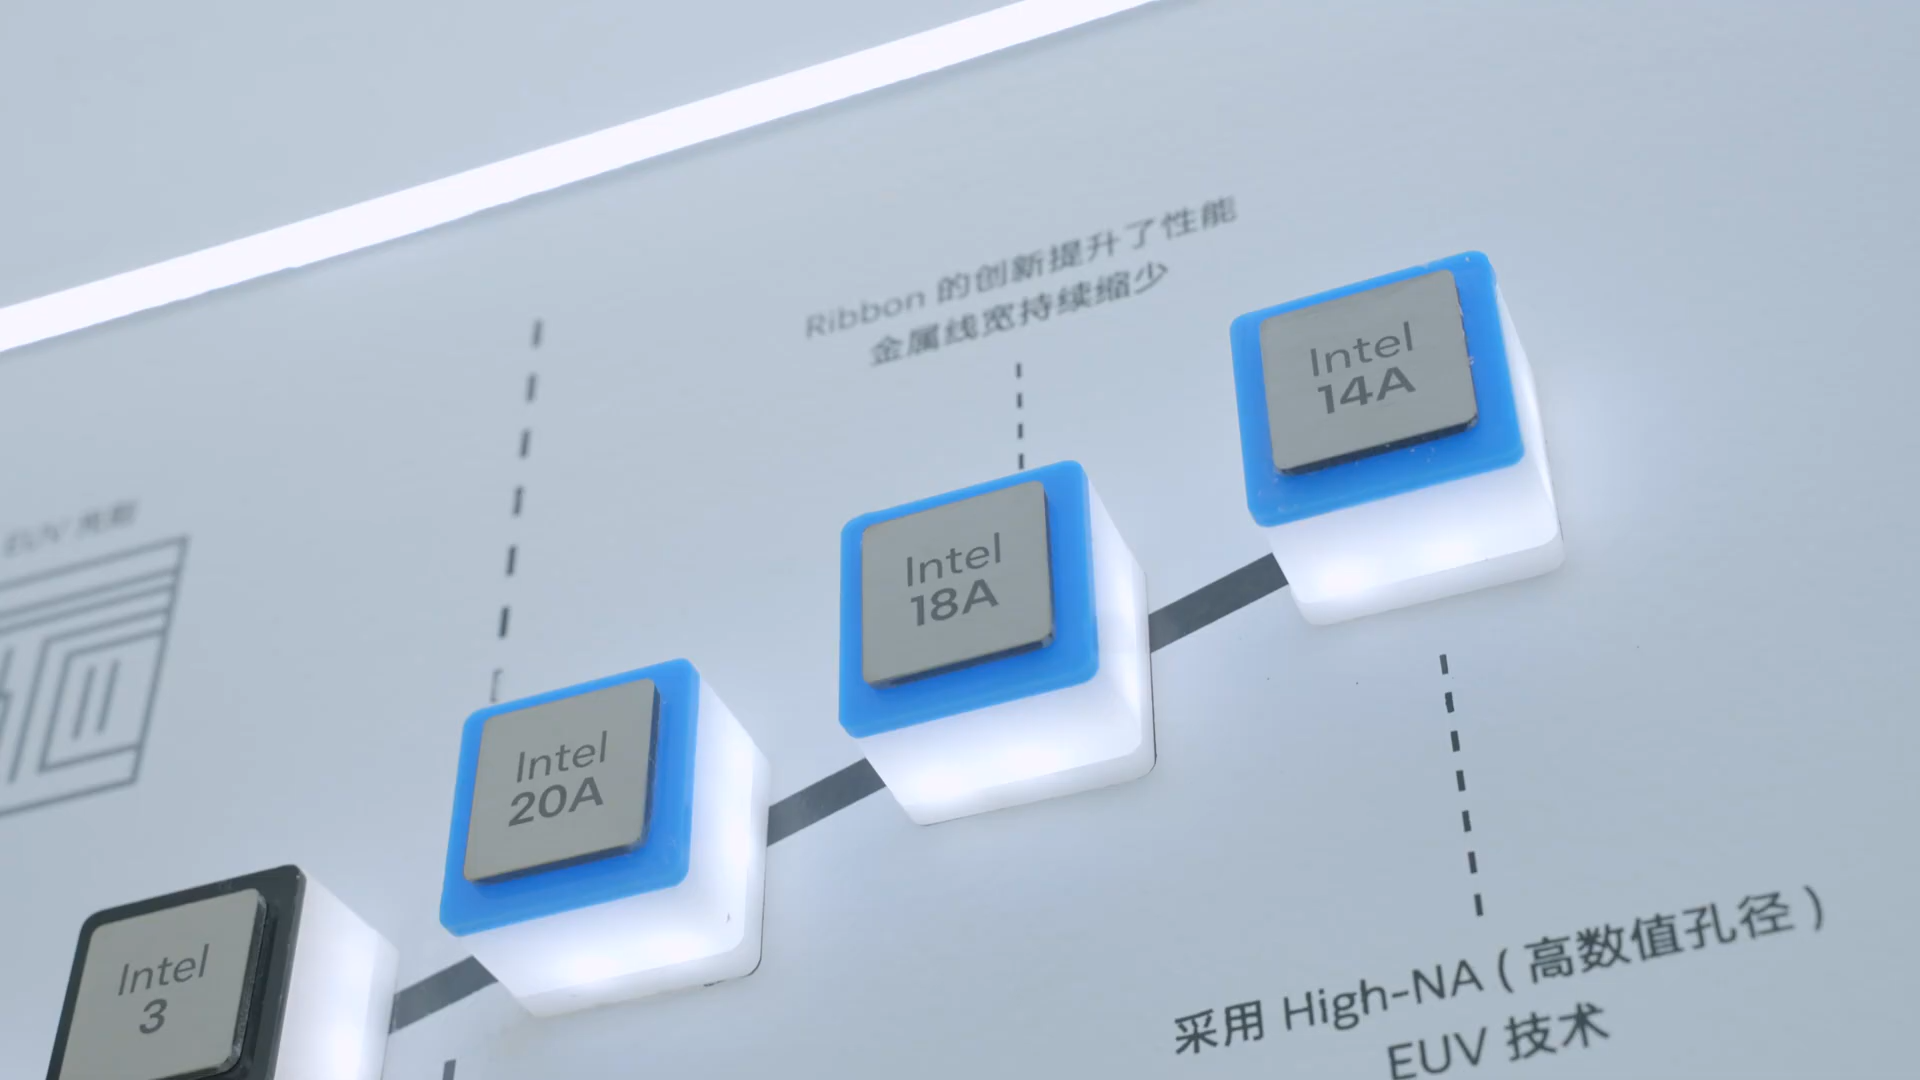 Ribbon 的创新提升了性能
金属线宽持续缩少
Intel
14A
Intel
18A
EUV
Intel
20A
Intel
3
采用 High-NA ( 高数值孔径 )
EUV 技术